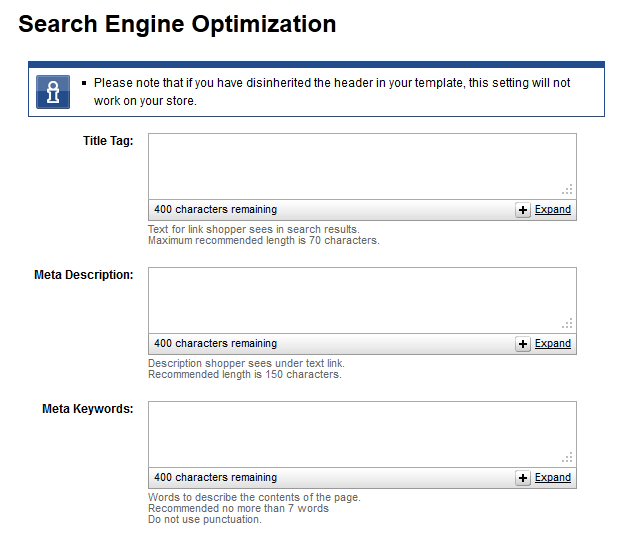 Search Engine Optimization
Please note that if you have disinherited the header in your template, this setting will not
work on your store.
Title Tag:
400 characters remaining
Expand
Text for link shopper sees in search results.
Maximum recommended length is 70 characters.
Meta Description:
400 characters remaining
Expand
Description shopper sees under text link.
Recommended length is 150 characters.
Meta Keywords:
400 characters remaining
Expand
Words to describe the contents of the page.
Recommended no more than 7 words
Do not use punctuation.